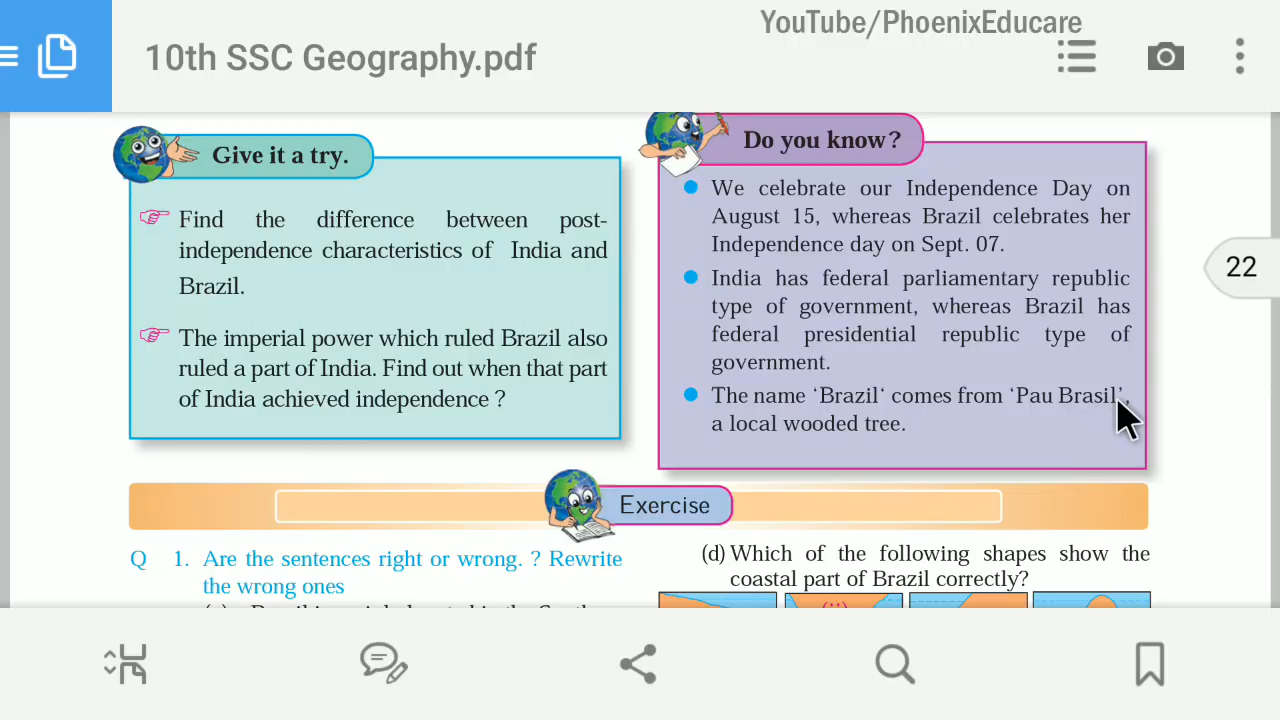 YouTube/PhoenixEducare
10th SSC Geography.pdf
Give it a try.
Find the difference between post-
independence characteristics of India and
Brazil.
The imperial power which ruled Brazil also
ruled a part of India. Find out when that part
of India achieved independence ?
Do you know?
We celebrate our Independence Day on
August 15, whereas Brazil celebrates her
Independence day on Sept. 07.
India has federal parliamentary republic
type of government, whereas Brazil has
federal presidential republic type of
government.
The name ‘Brazil‘ comes from ‘Pau Brasil’,
a local wooded tree.
22
Exercise
Q 1. Are the sentences right or wrong. ? Rewrite
the wrong ones
(d) Which of the following shapes show the
coastal part of Brazil correctly?
(ii)